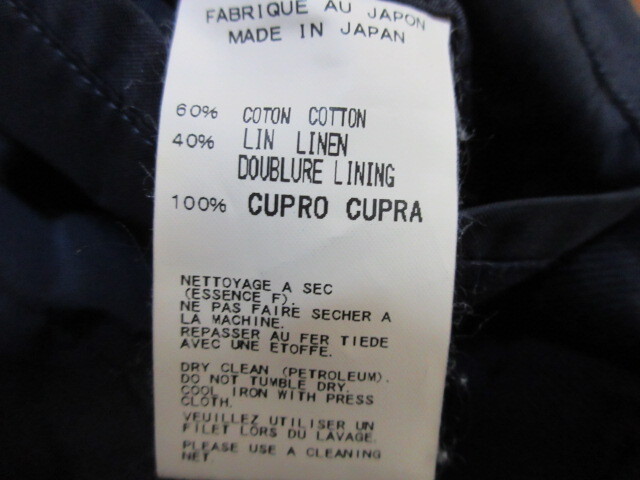 FABRIQUE AU JAPON
MADE IN JAPAN
60% COTON COTTON
40% LIN LINEN
DOUBLURE LINING
100% CUPRO CUPRA
NETTOYAGE A SEC
(ESSENCE F).
NE PAS FAIRE SECHER A
LA MACHINE.
REPASSER AU FER TIEDE
AVEC UNE ETOFFE.
DRY CLEAN (PETROLEUM).
DO NOT TUMBLE DRY.
COOL IRON WITH PRESS
CLOTH.
VEUILLEZ UTILISER UN
FILET LORS DU LAVAGE.
PLEASE USE A CLEANING
NET.